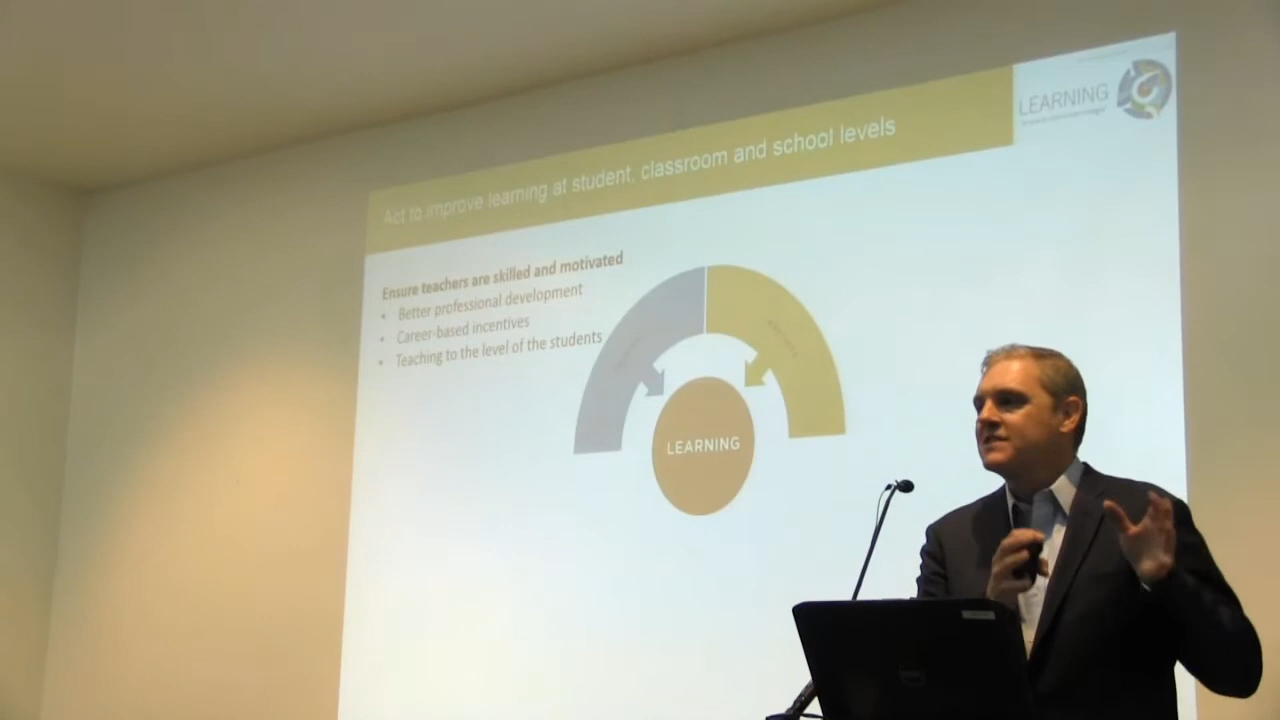 LEARNING
Act to improve learning at student, classroom and school levels
Ensure teachers are skilled and motivated
• Better professional development
• Career-based incentives
• Teaching to the level of the students
LEARNING